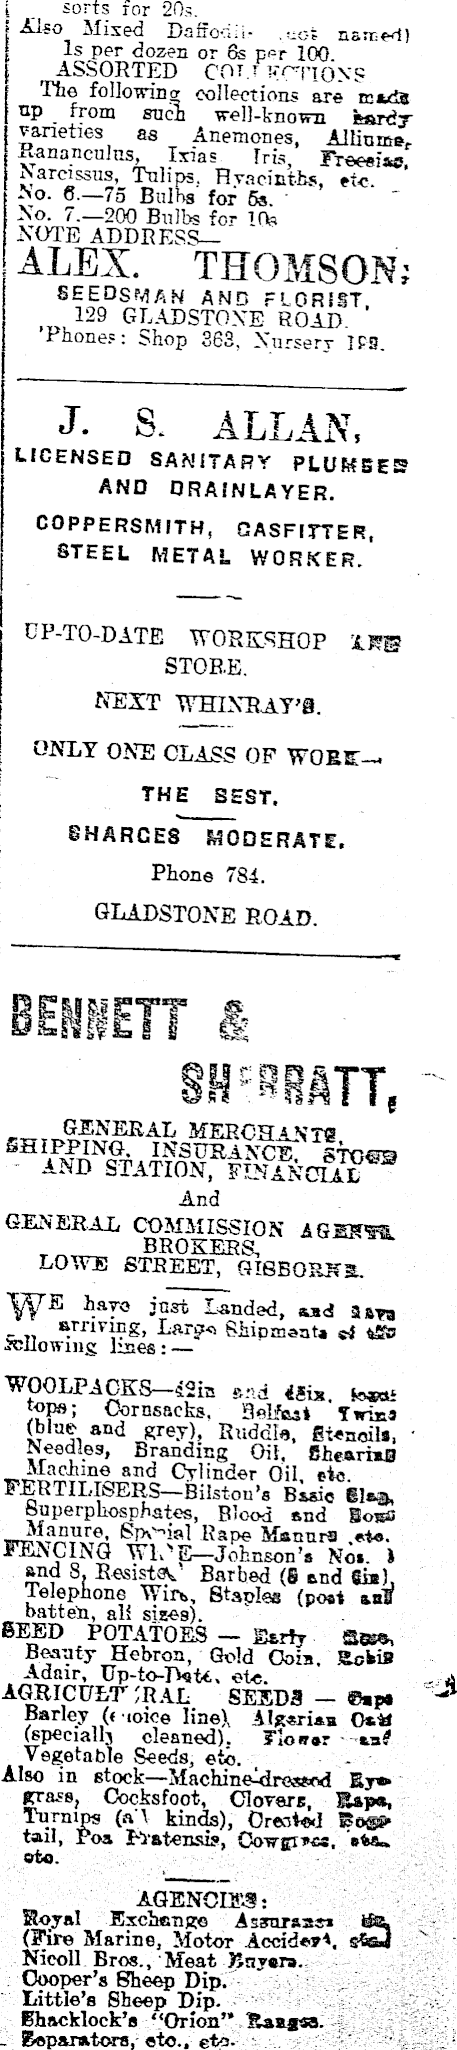 sorts for 20s.
Also Mixed Daffodils (not named)
1s per dozen or 6s per 100.
ASSORTED COLLECTIONS
The following collections are made
up from such well-known hardy
varieties as Anemones, Alliums,
Rananculus, Ixias Iris, Freesias,
Narcissus, Tulips, Hyacinths, etc.
No. 6.—75 Bulbs for 5s.
No. 7.—200 Bulbs for 10s
NOTE ADDRESS—
ALEX. THOMSON,
SEEDSMAN AND FLORIST,
129 GLADSTONE ROAD.
'Phones: Shop 363, Nursery
J. S. ALLAN,
LICENSED SANITARY PLUMBER
AND DRAINLAYER.
COPPERSMITH, GASFITTER,
STEEL METAL WORKER.
UP-TO-DATE WORKSHOP AND
STORE.
NEXT WHINRAY'S.
ONLY ONE CLASS OF WORK—
THE BEST.
CHARGES MODERATE.
Phone 784.
GLADSTONE ROAD.
BENNETT &
SHERRATT,
GENERAL MERCHANTS,
SHIPPING, INSURANCE, STOCK
AND STATION, FINANCIAL
And
GENERAL COMMISSION AGENTS,
BROKERS,
LOWE STREET, GISBORNE.
WE have just Landed, and have
arriving, Large Shipments of the
following lines:—
WOOLPACKS—42in and 48in,
tops; Cornsacks, Belfast Twine
(blue and grey), Ruddle, Stencils,
Needles, Branding Oil, Shearing
Machine and Cylinder Oil, etc.
FERTILISERS—Bilston's Basic Slag,
Superphosphates, Blood and Bone
Manure, Special Rape Manure, etc.
FENCING WIRE—Johnson's Nos.
and 8, Resista, Barbed (6 and 6in),
Telephone Wire, Staples (post and
batten, all sizes).
SEED POTATOES — Early Rose,
Beauty Hebron, Gold Coin, Robin
Adair, Up-to-Date, etc.
AGRICULTURAL SEEDS — Cape
Barley (choice line), Algerian Oats
(specially cleaned), Flower and
Vegetable Seeds, etc.
Also in stock—Machine-dressed Rye-
grass, Cocksfoot, Clovers, Rape,
Turnips (all kinds), Crested Dogs-
tail, Poa Pratensis, Cowgrass, etc.,
etc.
AGENCIES:
Royal Exchange Assurance
(Fire Marine, Motor Accident,
Nicoll Bros., Meat Buyers.
Cooper's Sheep Dip.
Little's Sheep Dip.
Shacklock's "Orion" Ranges.
Separators, etc., etc.